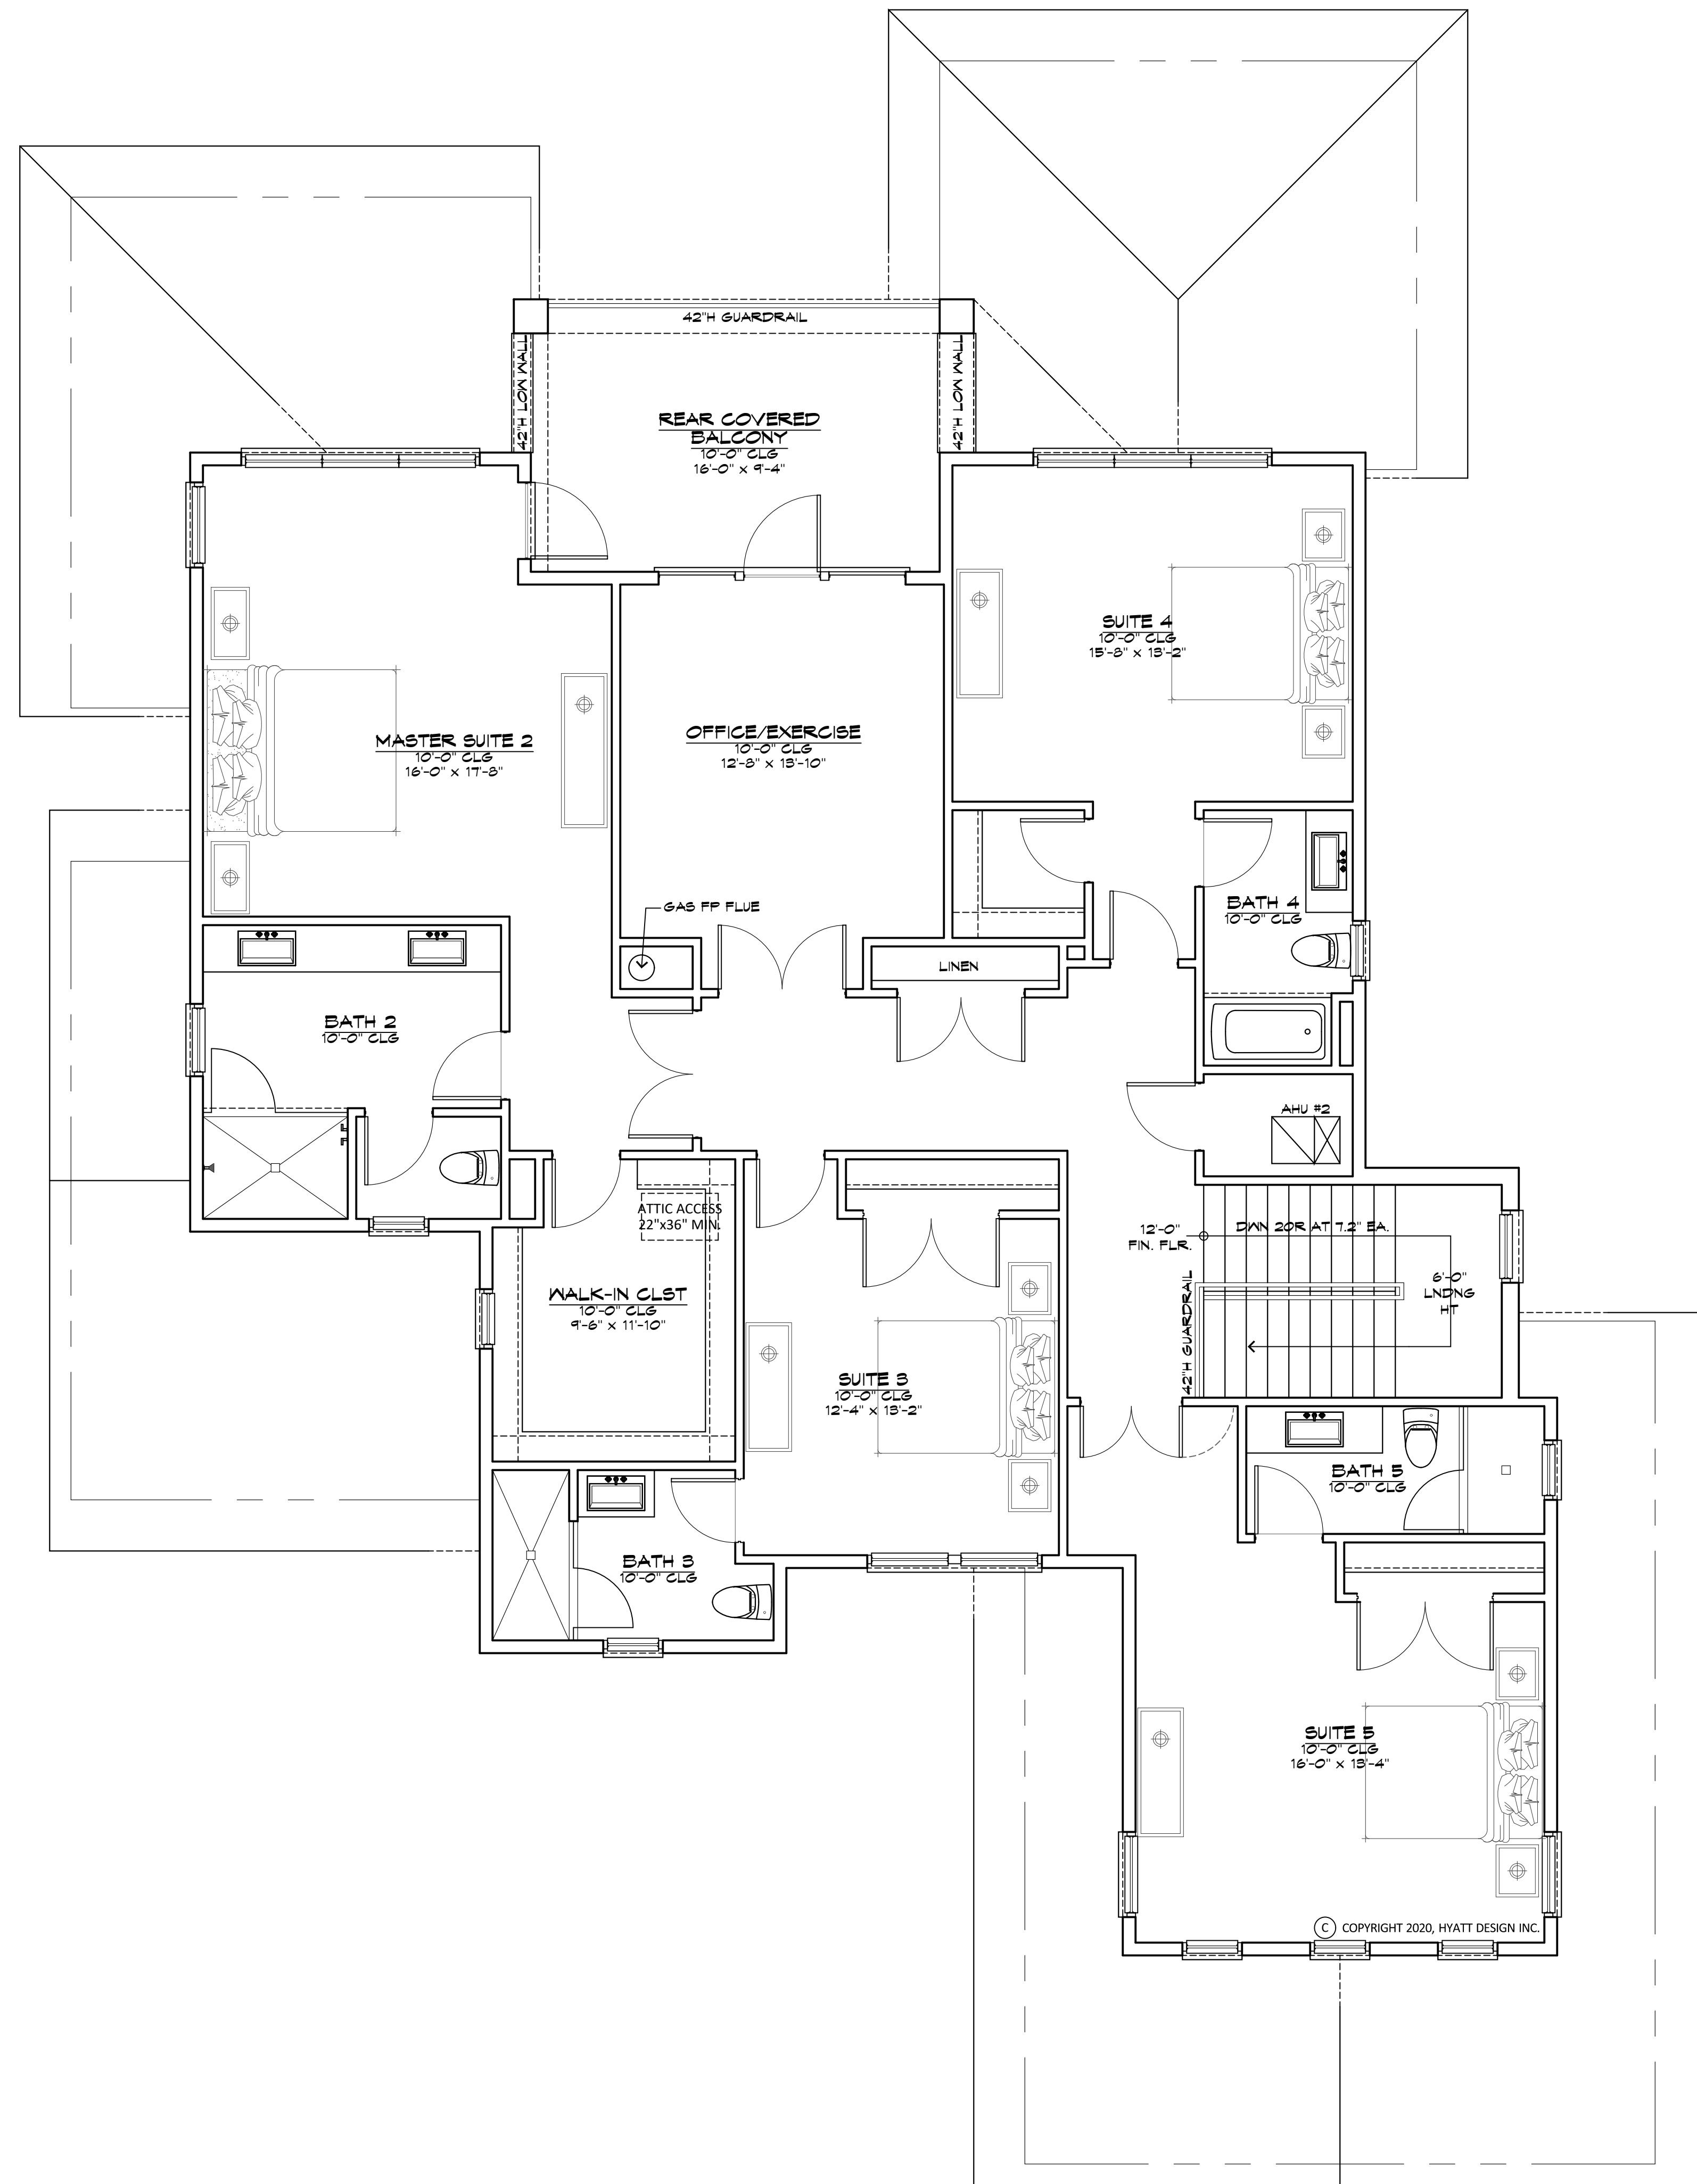 42"H GUARDRAIL
42"H LOW WALL
42"H LOW WALL
REAR COVERED
BALCONY
10'-0" CLG
16'-0" x 9'-4"
SUITE 4
10'-0" CLG
15'-8" x 13'-2"
MASTER SUITE 2
10'-0" CLG
16'-0" x 17'-8"
OFFICE/EXERCISE
10'-0" CLG
12'-8" x 13'-10"
GAS FP FLUE
BATH 4
10'-0" CLG
LINEN
BATH 2
10'-0" CLG
AHU #2
ATTIC ACCESS
22"x36" MIN.
12'-0"
FIN. FLR.
DWN 20R AT 7.2" EA.
6'-0"
LNDNG
HT
42"H GUARDRAIL
WALK-IN CLST
10'-0" CLG
9'-6" x 11'-10"
SUITE 3
10'-0" CLG
12'-4" x 13'-2"
BATH 5
10'-0" CLG
BATH 3
10'-0" CLG
SUITE 5
10'-0" CLG
16'-0" x 13'-4"
C COPYRIGHT 2020, HYATT DESIGN INC.